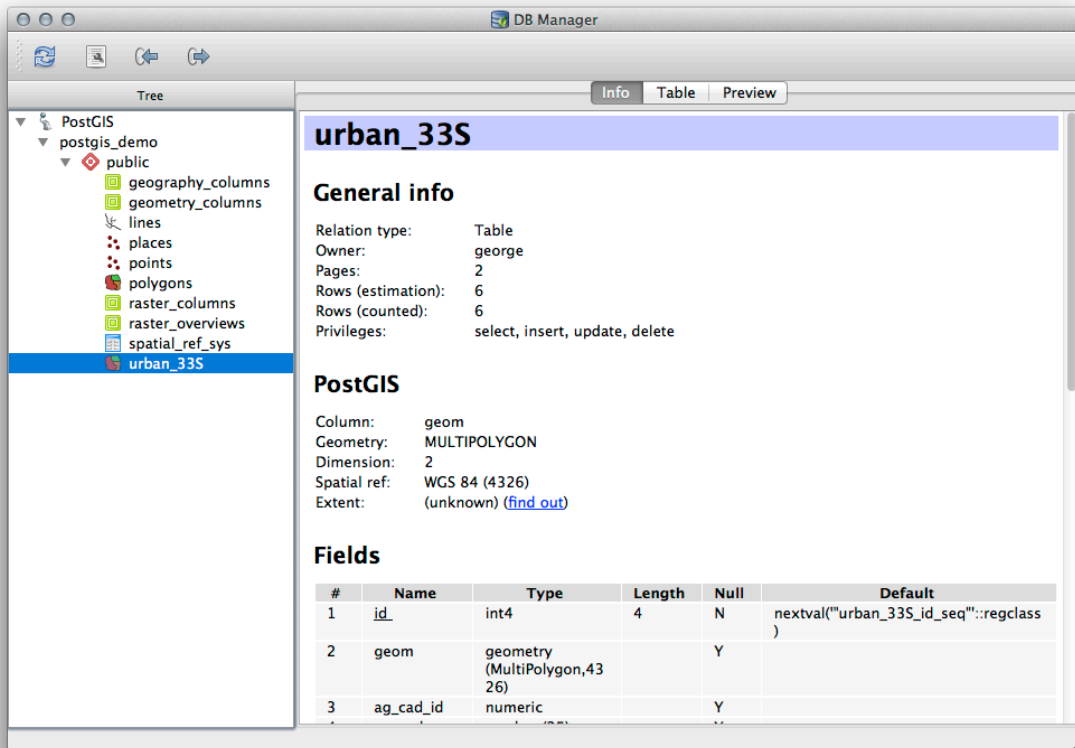 DB Manager
Tree
Info Table Preview
PostGIS
postgis_demo
public
geography_columns
geometry_columns
lines
places
points
polygons
raster_columns
raster_overviews
spatial_ref_sys
urban_33S
urban_33S
General info
Relation type: Table
Owner: george
Pages: 2
Rows (estimation): 6
Rows (counted): 6
Privileges: select, insert, update, delete
PostGIS
Column: geom
Geometry: MULTIPOLYGON
Dimension: 2
Spatial ref: WGS 84 (4326)
Extent: (unknown) (find out)
Fields
# Name Type Length Null Default
1 id int4 4 N nextval('"urban_33S_id_seq"'::regclass
)
2 geom geometry Y
(MultiPolygon,43
26)
3 ag_cad_id numeric Y